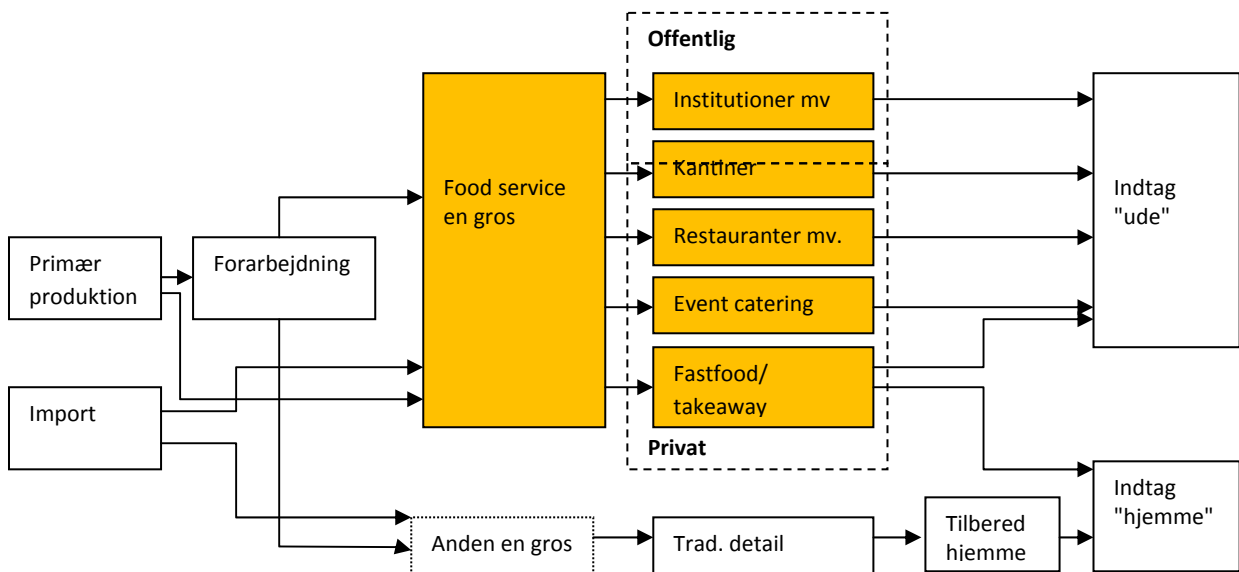 Offentlig
Institutioner mv
Kantiner
Food service
en gros
Indtag
"ude"
Restauranter mv.
Primær
produktion
Forarbejdning
Event catering
Import
Fastfood/
takeaway
Privat
Indtag
"hjemme"
Anden en gros
Trad. detail
Tilbered
hjemme